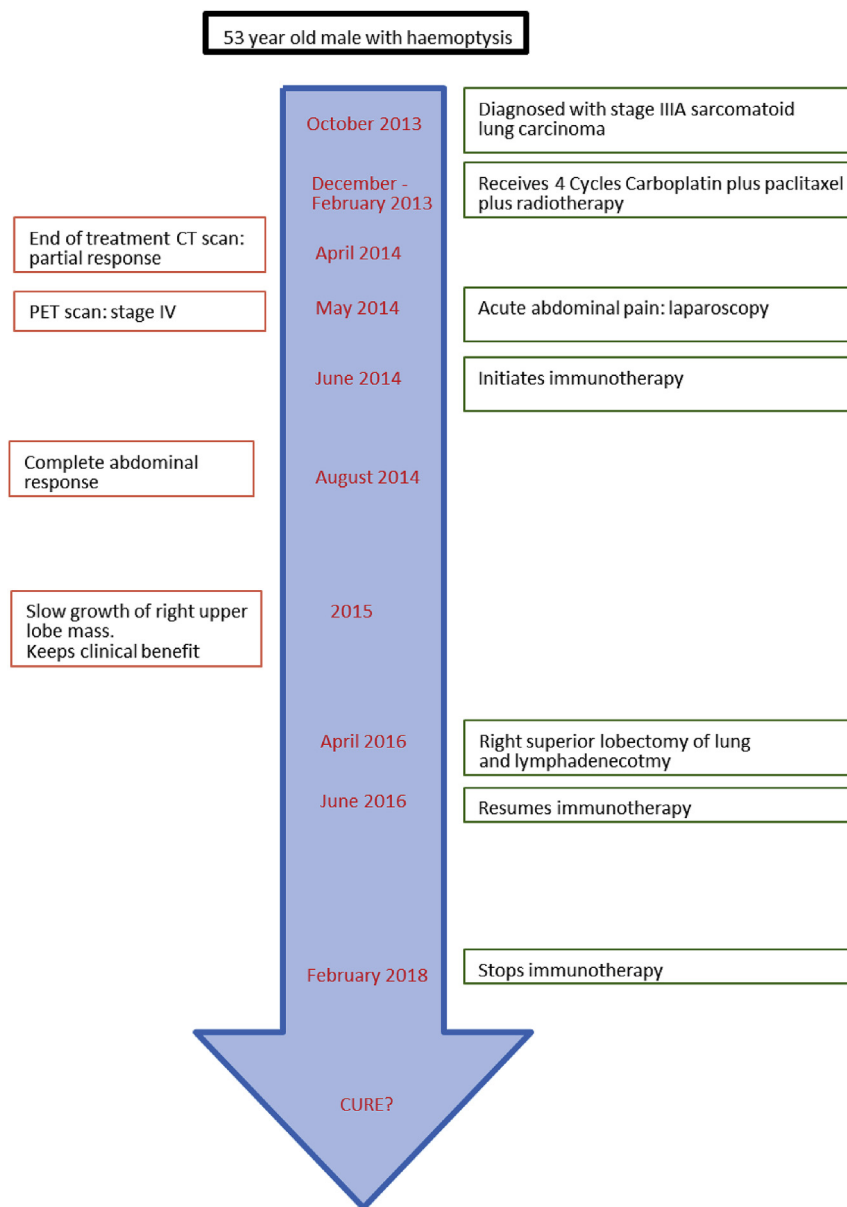 53 year old male with haemoptysis
October 2013
Diagnosed with stage IIIA sarcomatoid
lung carcinoma
December -
February 2013
Receives 4 Cycles Carboplatin plus paclitaxel
plus radiotherapy
End of treatment CT scan:
partial response
April 2014
PET scan: stage IV
May 2014
Acute abdominal pain: laparoscopy
June 2014
Initiates immunotherapy
Complete abdominal
response
August 2014
Slow growth of right upper
lobe mass.
Keeps clinical benefit
2015
April 2016
Right superior lobectomy of lung
and lymphadenecotmy
June 2016
Resumes immunotherapy
February 2018
Stops immunotherapy
CURE?